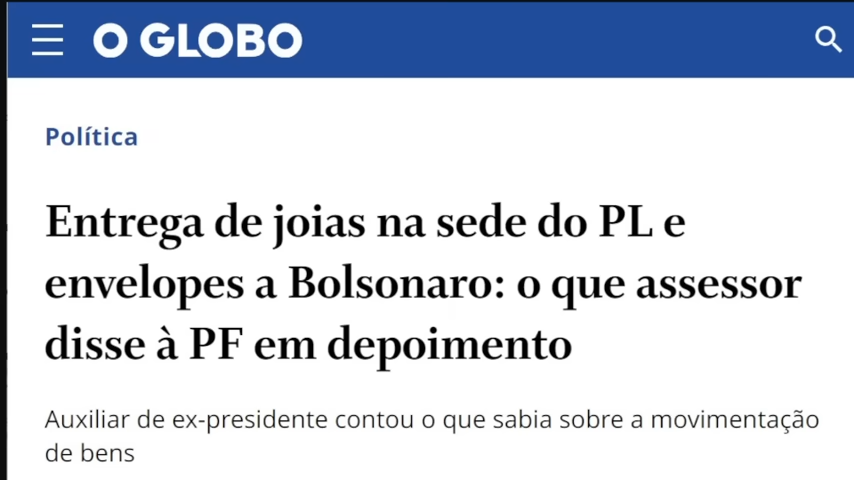 O GLOBO
Política
Entrega de joias na sede do PL e
envelopes a Bolsonaro: o que assessor
disse à PF em depoimento
Auxiliar de ex-presidente contou o que sabia sobre a movimentação
de bens